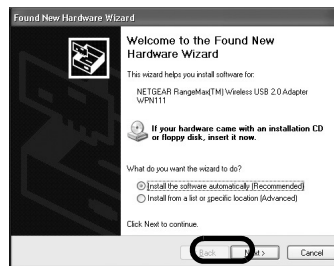 Found New Hardware Wizard
Welcome to the Found New
Hardware Wizard
This wizard helps you install software for:
NETGEAR RangeMax(TM) Wireless USB 2.0 Adapter
WPN111
If your hardware came with an installation CD
or floppy disk, insert it now.
What do you want the wizard to do?
Install the software automatically (Recommended)
Install from a list or specific location (Advanced)
Click Next to continue.
Back Next > Cancel